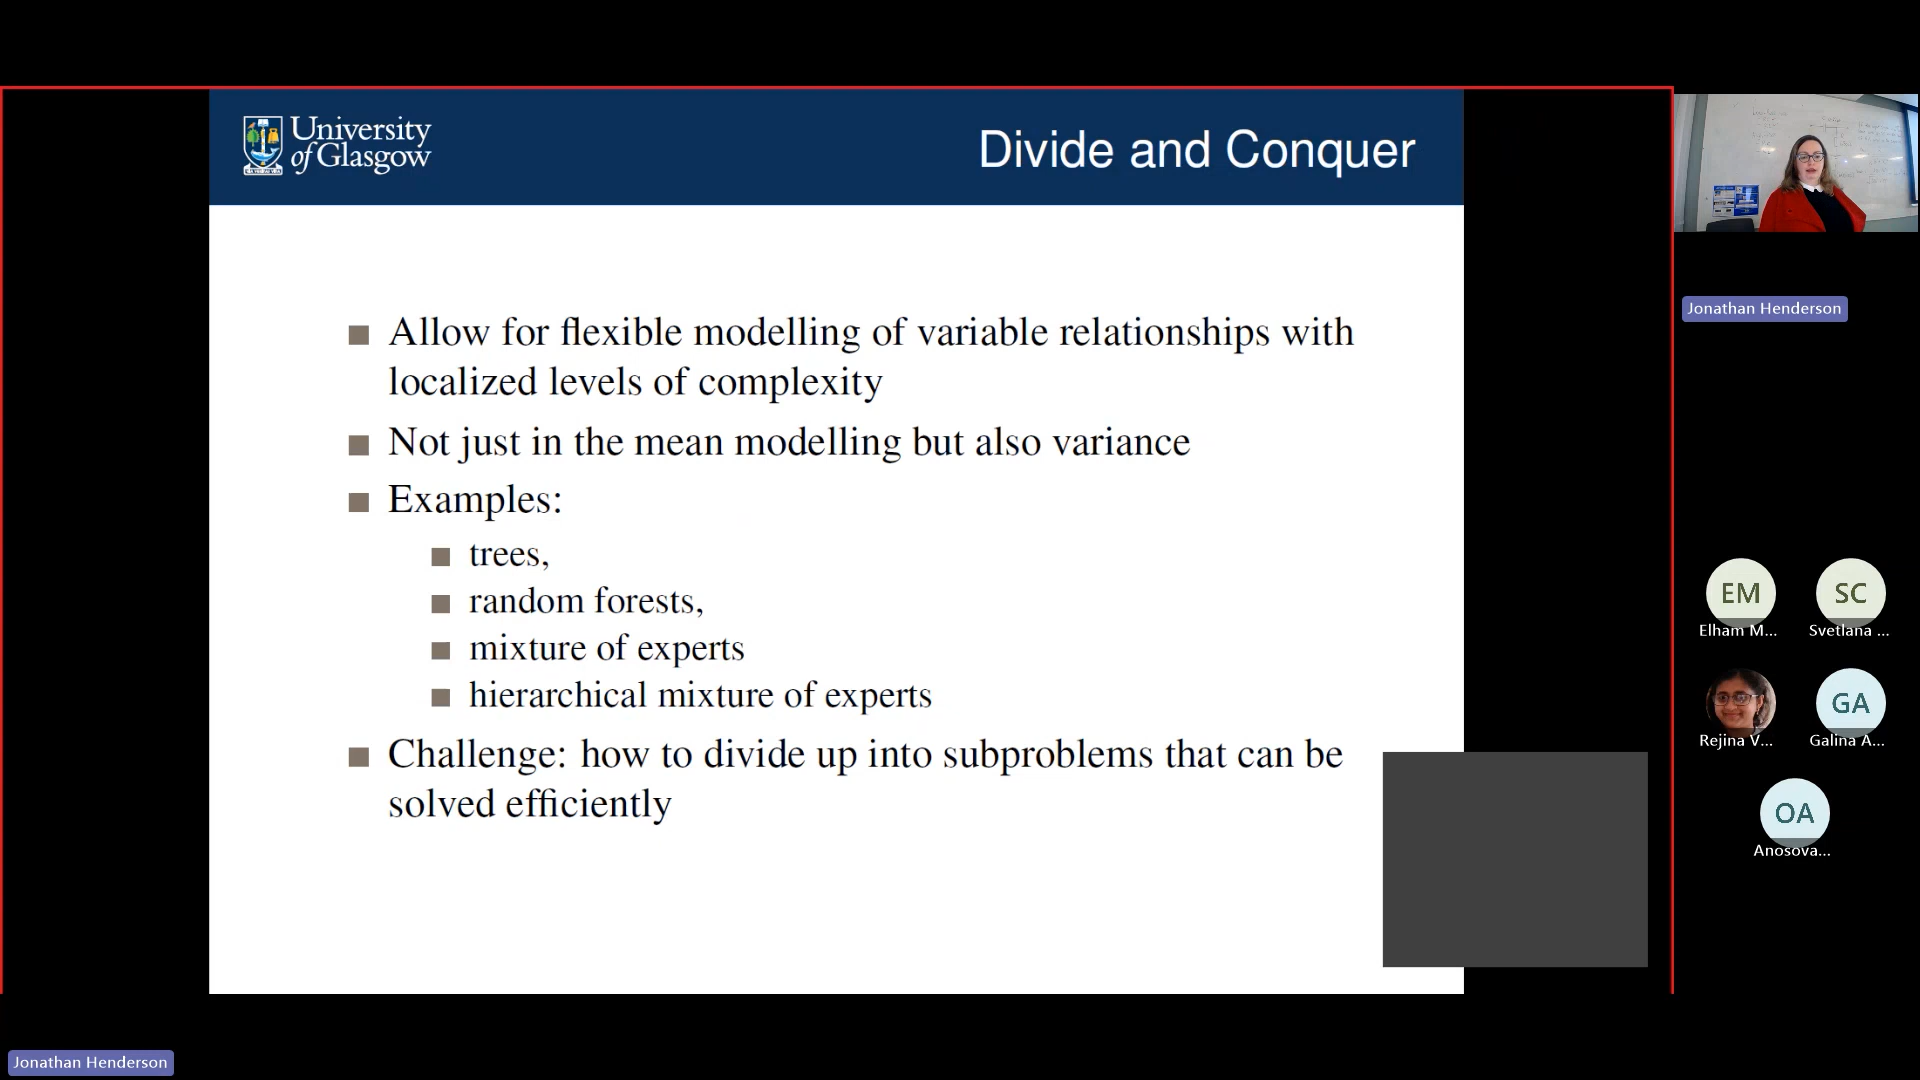 University
of Glasgow
Divide and Conquer
Allow for flexible modelling of variable relationships with
localized levels of complexity
Not just in the mean modelling but also variance
Examples:
trees,
random forests,
mixture of experts
hierarchical mixture of experts
Challenge: how to divide up into subproblems that can be
solved efficiently
Jonathan Henderson
EM
Elham M...
SC
Svetlana ...
Rejina V...
GA
Galina A...
OA
Anosova...
Jonathan Henderson